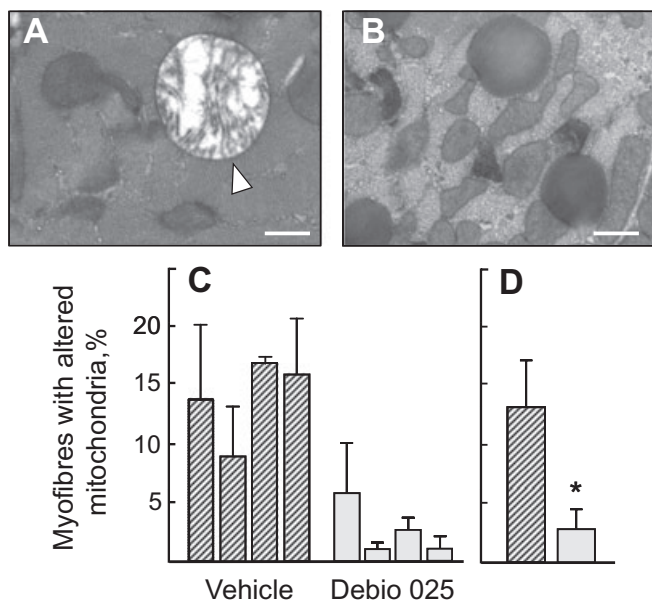 A
B
C
D
Myofibres with altered
mitochondria,%
20
15
10
5
*
Vehicle
Debio 025